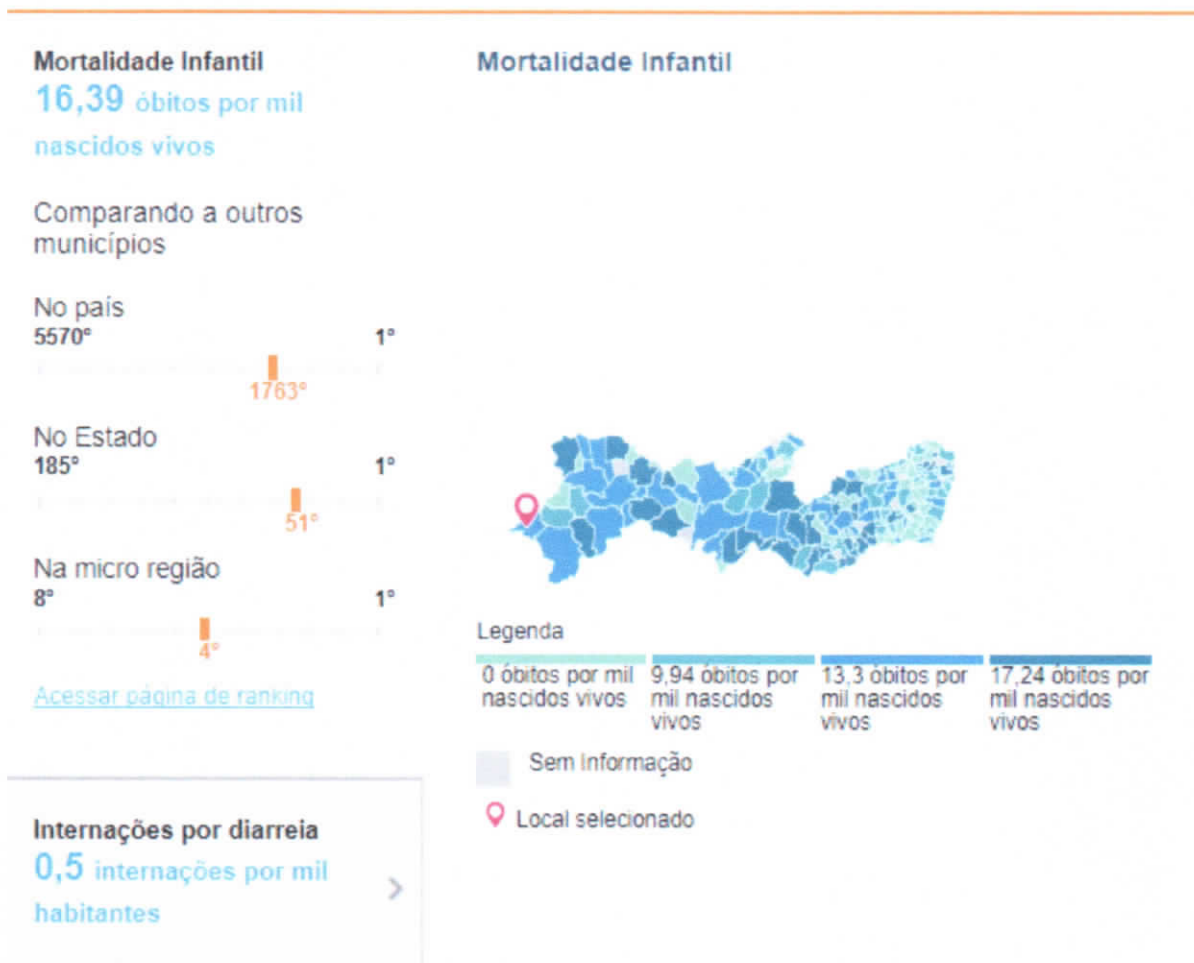 Mortalidade Infantil
16,39 óbitos por mil
nascidos vivos
Comparando a outros
municípios
No país
5570° 1°
1763°
No Estado
185° 1°
51°
Na micro região
8° 1°
4°
Acessar página de ranking
Internações por diarreia
0,5 internações por mil
habitantes
Mortalidade Infantil
Legenda
0 óbitos por mil
nascidos vivos
9,94 óbitos por
mil nascidos
vivos
13,3 óbitos por
mil nascidos
vivos
17,24 óbitos por
mil nascidos
vivos
Sem Informação
Local selecionado